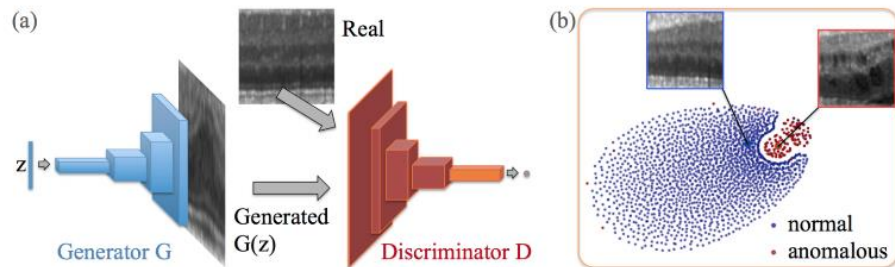 (a)
Real
z
Generator G
Generated
G(z)
Discriminator D
(b)
normal
anomalous